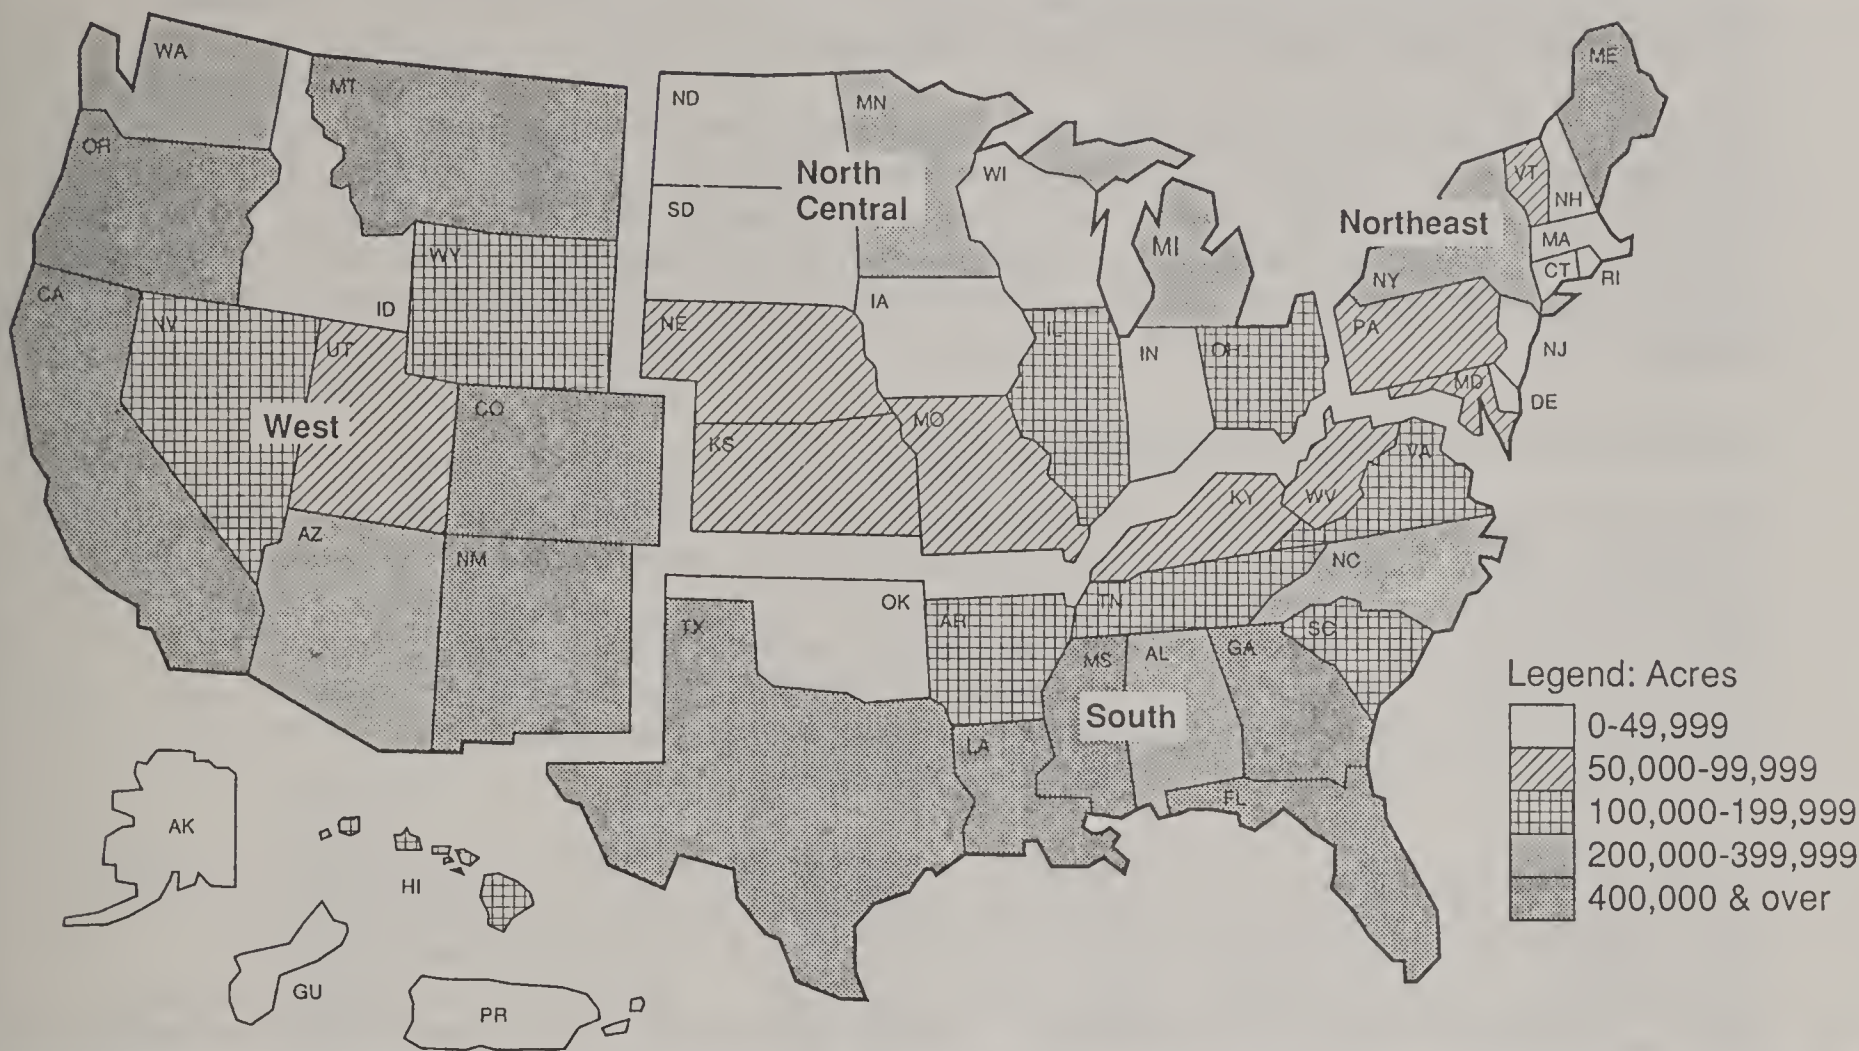 WA
MT
ND
MN
ME
OR
North
Central
WI
VT
NH
SD
Northeast
MI
MA
WY
CT
RI
NY
CA
ID
IA
NV
NE
IL
PA
UT
IN
OH
NJ
MD
DE
CO
West
MO
KS
VA
KY
WV
AZ
NM
NC
OK
TN
AR
TX
SC
MS
AL
GA
South
LA
FL
Legend: Acres
0-49,999
50,000-99,999
100,000-199,999
200,000-399,999
400,000 & over
AK
HI
GU
PR